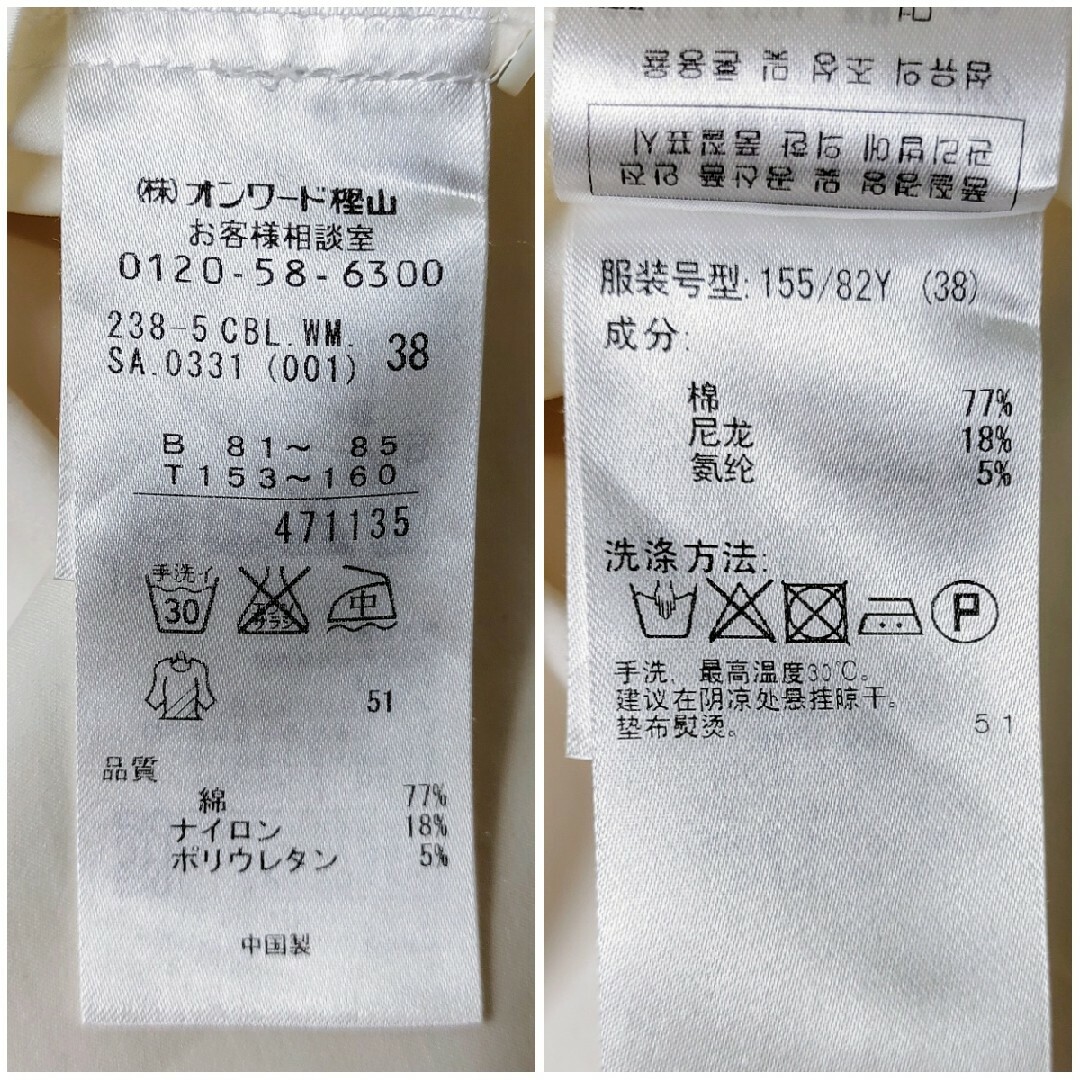 (株)オンワード樫山
お客様相談室
0120-58-6300
238-5 CBL.WM.
SA.0331 (001) 38
B 81～ 85
T153～160
471135
手洗イ
30
中
51
品質
綿 77%
ナイロン 18%
ポリウレタン 5%
中国製
服装号型: 155/82Y (38)
成分:
棉 77%
尼龙 18%
氨纶 5%
洗涤方法:
P
手洗，最高温度30℃。
建议在阴凉处悬挂晾干。
垫布熨烫。
51